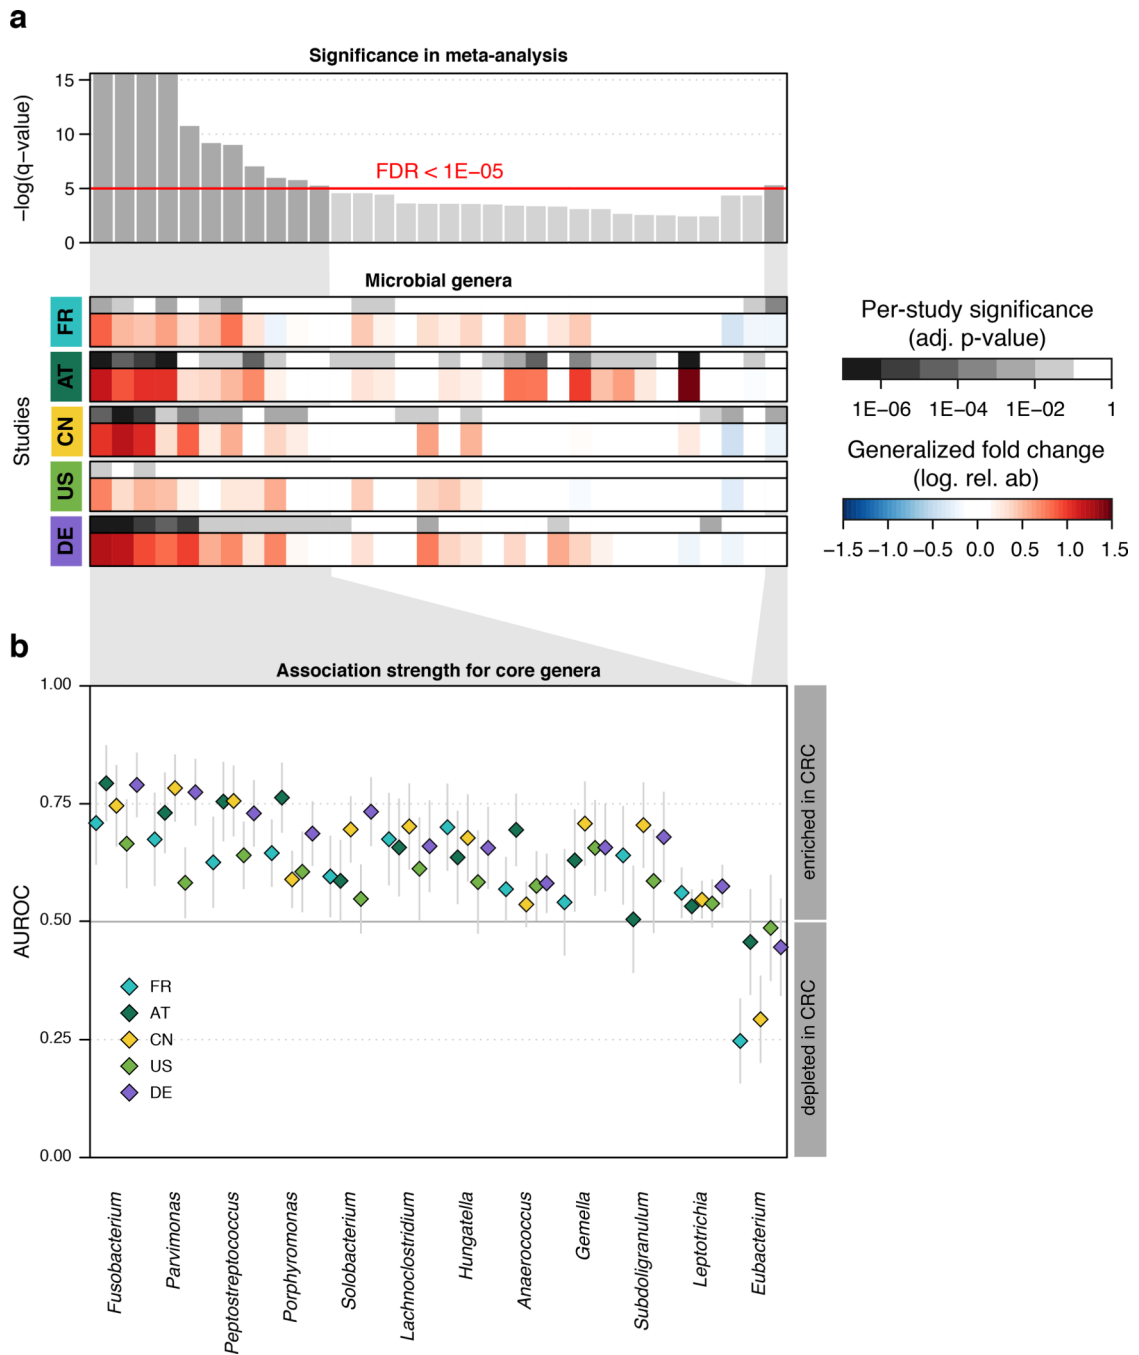 a
Significance in meta-analysis
−log(q−value)
15
10
5
0
FDR < 1E−05
Microbial genera
Studies
FR
AT
CN
US
DE
Per-study significance
(adj. p-value)
1E−06 1E−04 1E−02 1
Generalized fold change
(log. rel. ab)
−1.5 −1.0 −0.5 0.0 0.5 1.0 1.5
b
Association strength for core genera
AUROC
1.00
0.75
0.50
0.25
0.00
enriched in CRC
depleted in CRC
FR
AT
CN
US
DE
Fusobacterium
Parvimonas
Peptostreptococcus
Porphyromonas
Solobacterium
Lachnoclostridium
Hungatella
Anaerococcus
Gemella
Subdoligranulum
Leptotrichia
Eubacterium